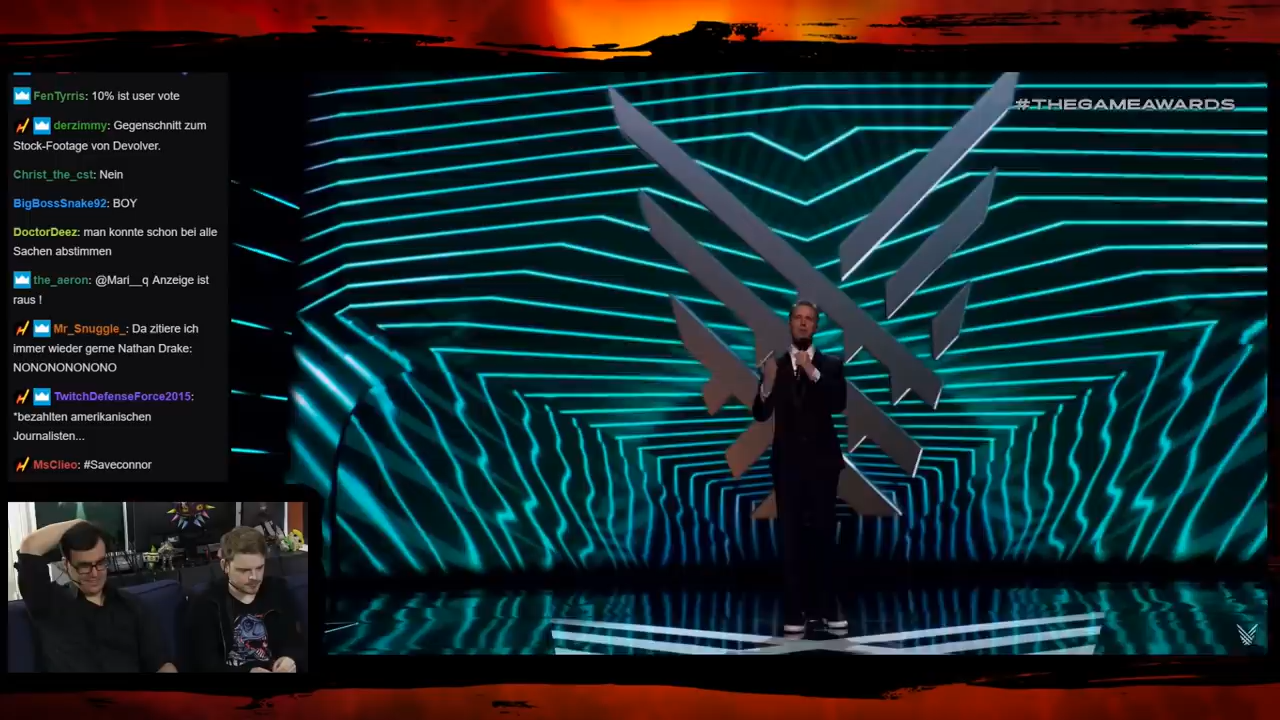 FenTyrris: 10% ist user vote
derzimmy: Gegenschnitt zum
Stock-Footage von Devolver.
Christ_the_cst: Nein
BigBossSnake92: BOY
DoctorDeez: man konnte schon bei alle
Sachen abstimmen
the_aeron: @Mari__q Anzeige ist
raus !
Mr_Snuggle_: Da zitiere ich
immer wieder gerne Nathan Drake:
NONONONONONO
TwitchDefenseForce2015:
*bezahlten amerikanischen
Journalisten...
MsClieo: #Saveconnor
#THEGAMEAWARDS